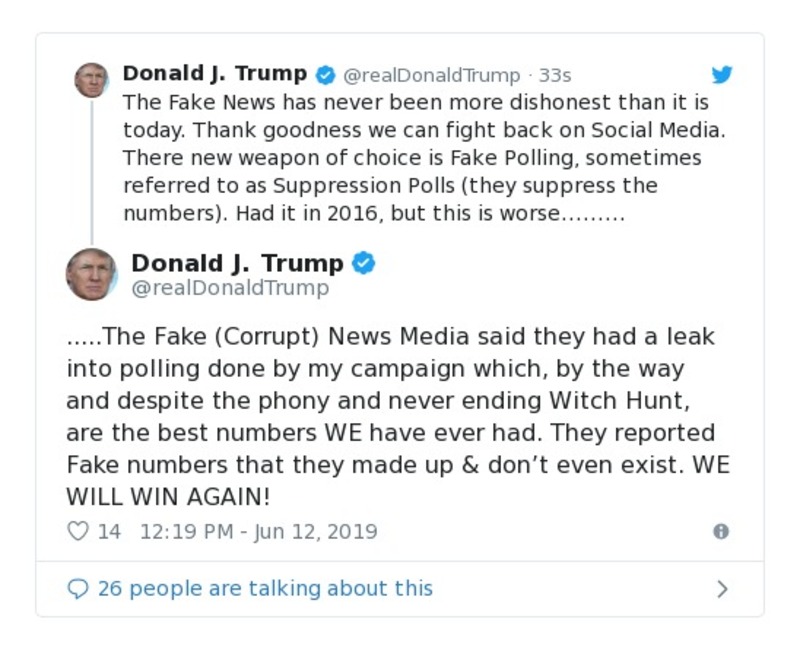 Donald J. Trump @realDonaldTrump · 33s
The Fake News has never been more dishonest than it is
today. Thank goodness we can fight back on Social Media.
There new weapon of choice is Fake Polling, sometimes
referred to as Suppression Polls (they suppress the
numbers). Had it in 2016, but this is worse.........
Donald J. Trump
@realDonaldTrump
.....The Fake (Corrupt) News Media said they had a leak
into polling done by my campaign which, by the way
and despite the phony and never ending Witch Hunt,
are the best numbers WE have ever had. They reported
Fake numbers that they made up & don’t even exist. WE
WILL WIN AGAIN!
14 12:19 PM - Jun 12, 2019
26 people are talking about this